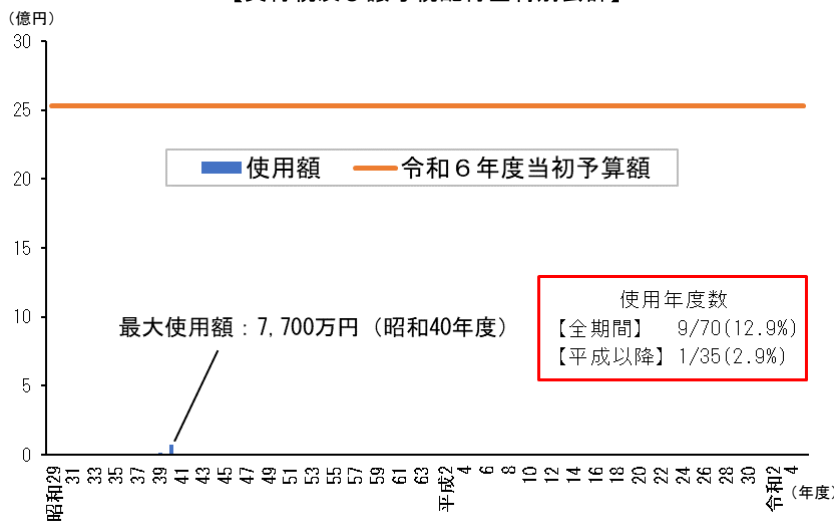 (億円)
30
25
20
15
10
5
0
使用額 令和6年度当初予算額
最大使用額:7,700万円(昭和40年度)
使用年度数
【全期間】 9/70(12.9%)
【平成以降】1/35(2.9%)
昭和29 31 33 35 37 39 41 43 45 47 49 51 53 55 57 59 61 63 平成2 4 6 8 10 12 14 16 18 20 22 24 26 28 30 令和2 4
(年度)